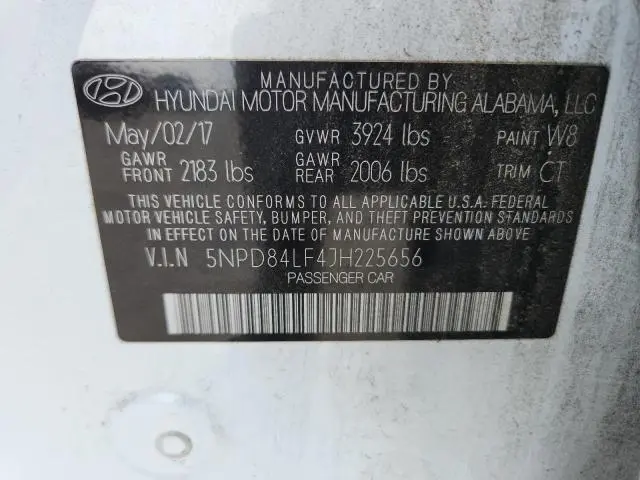 MANUFACTURED BY
HYUNDAI MOTOR MANUFACTURING ALABAMA, LLC
May/02/17 GVWR 3924 lbs PAINT W8
GAWR FRONT 2183 lbs GAWR REAR 2006 lbs TRIM CT
THIS VEHICLE CONFORMS TO ALL APPLICABLE U.S.A. FEDERAL
MOTOR VEHICLE SAFETY, BUMPER, AND THEFT PREVENTION STANDARDS
IN EFFECT ON THE DATE OF MANUFACTURE SHOWN ABOVE.
V.I.N 5NPD84LF4JH225656
PASSENGER CAR